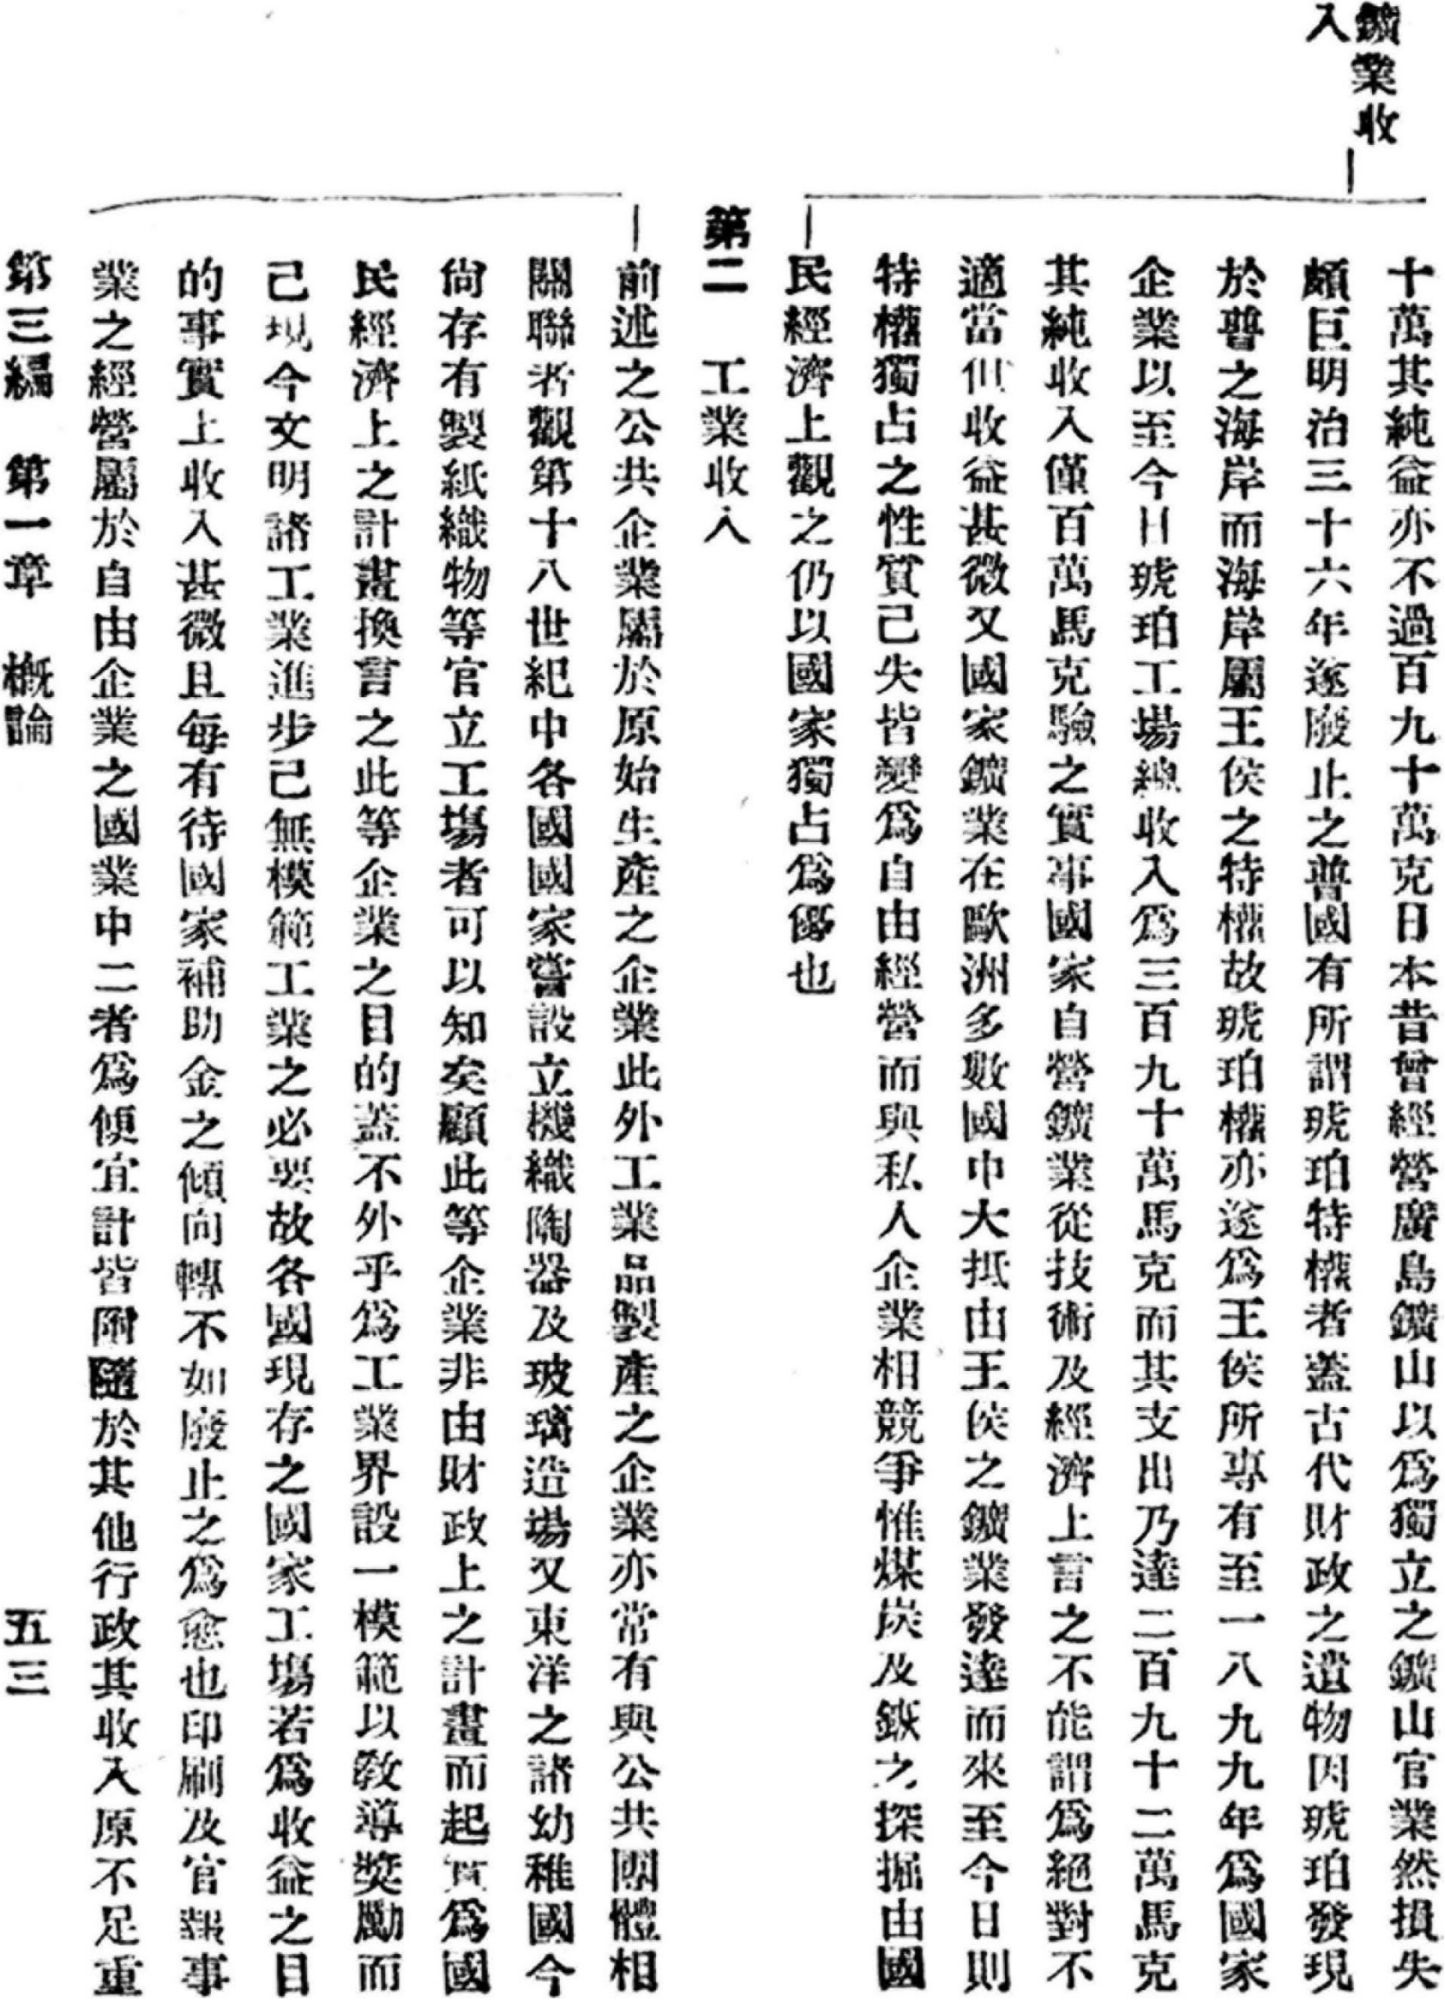 鑛業收
入
十萬其純益亦不過百九十萬克日本昔曾經營廣島鑛山以爲獨立之鑛山官業然損失
頗巨明治三十六年遂廢止之普國有所謂琥珀特權者蓋古代財政之遺物因琥珀發現
於普之海岸而海岸屬王侯之特權故琥珀權亦遂爲王侯所專有至一八九九年爲國家
企業以至今日琥珀工場總收入爲三百九十萬馬克而其支出乃達二百九十二萬馬克
其純收入僅百萬馬克驗之實事國家自營鑛業從技術及經濟上言之不能謂爲絕對不
適當但收益甚微又國家鑛業在歐洲多數國中大抵由王侯之鑛業發達而來至今日則
特權獨占之性質己失皆變爲自由經營而與私人企業相競爭惟煤炭及鉄之探掘由國
民經濟上觀之仍以國家獨占爲優也
第二 工業收入
前述之公共企業屬於原始生產之企業此外工業品製產之企業亦常有與公共團體相
關聯者觀第十八世紀中各國國家嘗設立機織陶器及玻璃造場又東洋之諸幼稚國今
尙存有製紙織物等官立工場者可以知矣顧此等企業非由財政上之計畫而起實爲國
民經濟上之計畫換言之此等企業之目的蓋不外乎爲工業界設一模範以敎導獎勵而
己現今文明諸工業進步己無模範工業之必要故各國現存之國家工塲若爲收益之目
的事實上收入甚微且每有待國家補助金之傾向轉不如廢止之爲愈也印刷及官報事
業之經營屬於自由企業之國業中二者爲便宜計皆附隨於其他行政其收入原不足重
第三編 第一章 槪論 五三